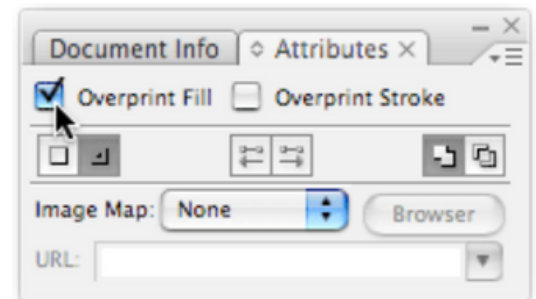 Document Info Attributes
Overprint Fill Overprint Stroke
Image Map: None Browser
URL: